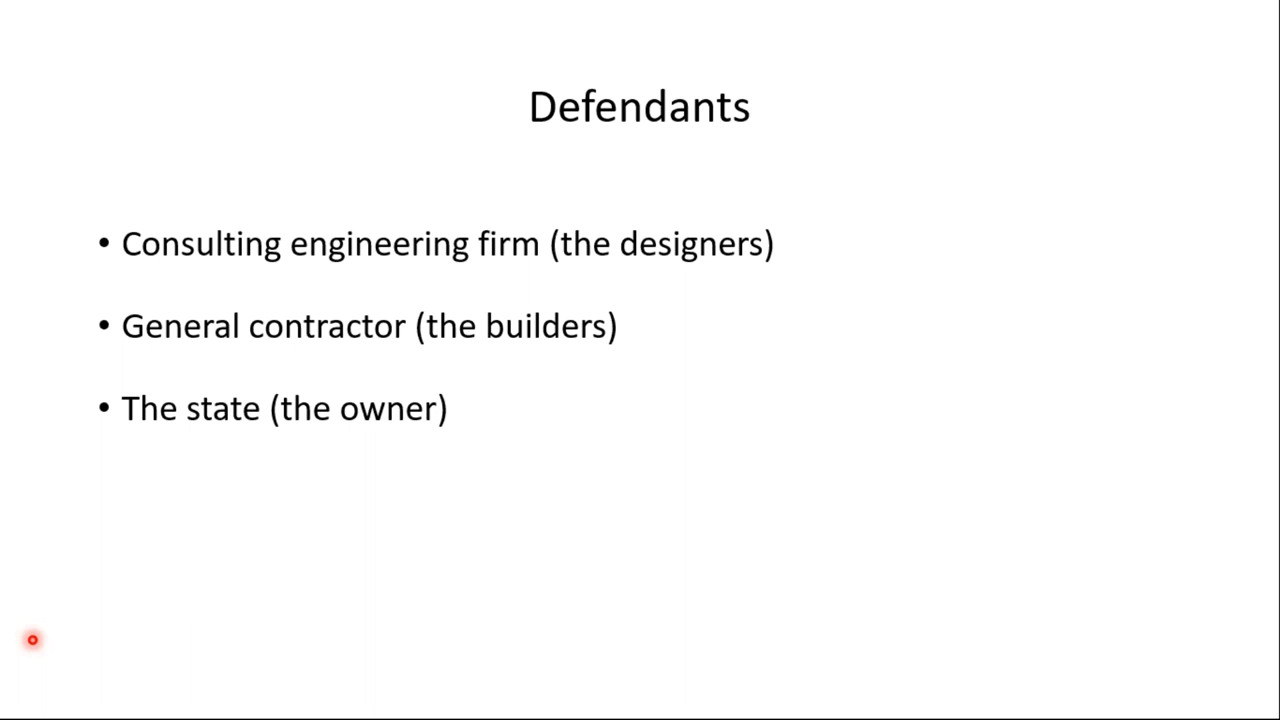 Defendants
• Consulting engineering firm (the designers)
• General contractor (the builders)
• The state (the owner)